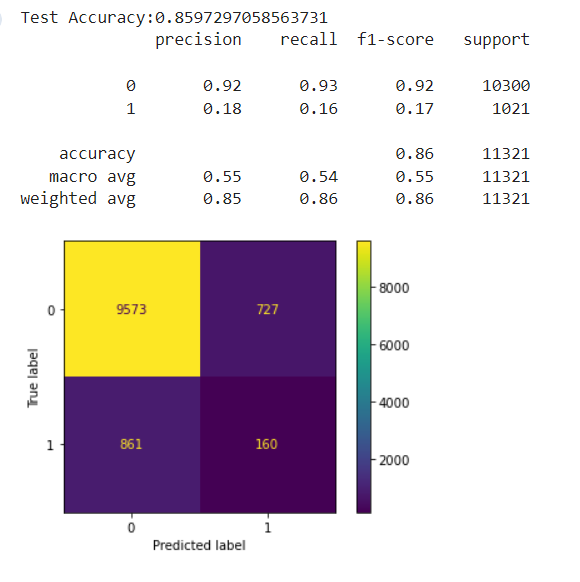 Test Accuracy:0.8597297058563731
precision recall f1-score support
0 0.92 0.93 0.92 10300
1 0.18 0.16 0.17 1021
accuracy 0.86 11321
macro avg 0.55 0.54 0.55 11321
weighted avg 0.85 0.86 0.86 11321
8000
0 9573 727
6000
True label
4000
1 861 160
2000
0 1
Predicted label